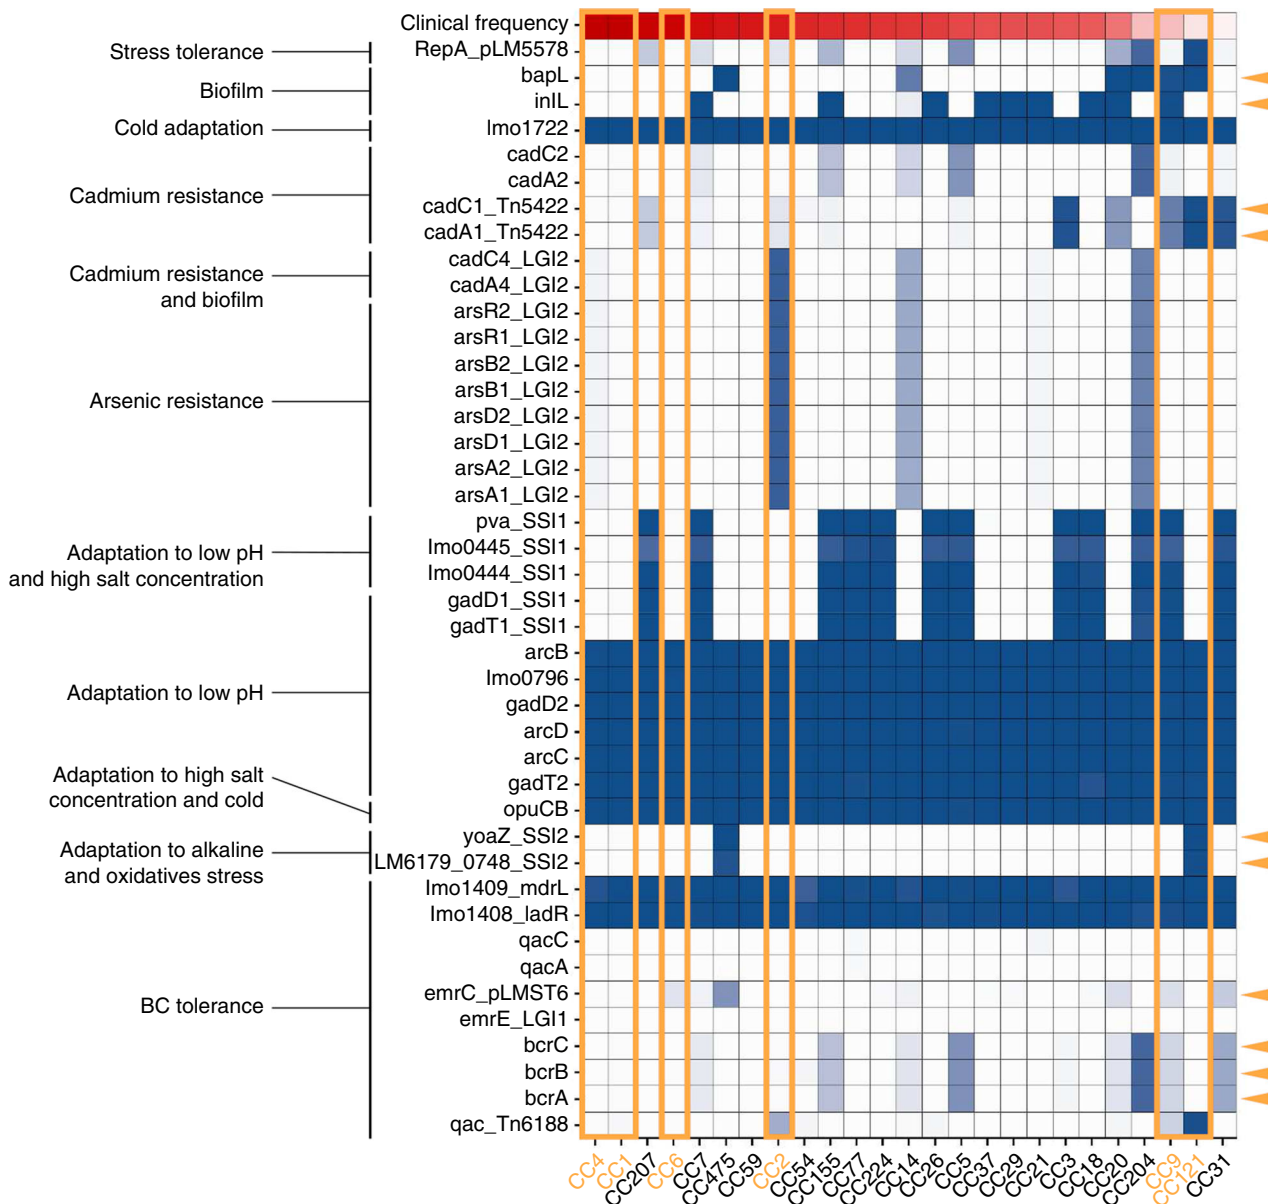 Clinical frequency
Stress tolerance
RepA_pLM5578
Biofilm
bapL
inlL
Cold adaptation
lmo1722
Cadmium resistance
cadC2
cadA2
cadC1_Tn5422
cadA1_Tn5422
Cadmium resistance
and biofilm
cadC4_LGI2
cadA4_LGI2
Arsenic resistance
arsR2_LGI2
arsR1_LGI2
arsB2_LGI2
arsB1_LGI2
arsD2_LGI2
arsD1_LGI2
arsA2_LGI2
arsA1_LGI2
Adaptation to low pH
and high salt concentration
pva_SSI1
lmo0445_SSI1
lmo0444_SSI1
gadD1_SSI1
gadT1_SSI1
Adaptation to low pH
arcB
lmo0796
gadD2
arcD
arcC
gadT2
Adaptation to high salt
concentration and cold
opuCB
Adaptation to alkaline
and oxidatives stress
yoaZ_SSI2
LM6179_0748_SSI2
BC tolerance
lmo1409_mdrL
lmo1408_ladR
qacC
qacA
emrC_pLMST6
emrE_LGI1
bcrC
bcrB
bcrA
qac_Tn6188
CC4
CC1
CC207
CC6
CC7
CC475
CC59
CC2
CC54
CC155
CC77
CC224
CC14
CC26
CC5
CC37
CC29
CC21
CC3
CC18
CC20
CC204
CC9
CC121
CC31